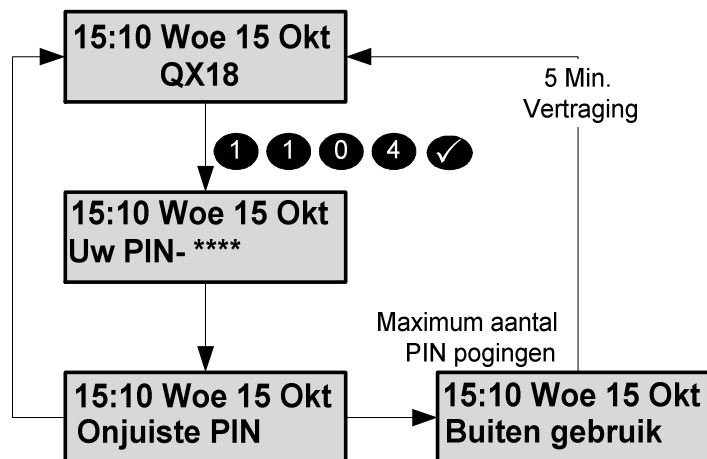 15:10 Woe 15 Okt
QX18
5 Min.
Vertraging
1 1 0 4 ✓
15:10 Woe 15 Okt
Uw PIN- ****
Maximum aantal
PIN pogingen
15:10 Woe 15 Okt
Onjuiste PIN
15:10 Woe 15 Okt
Buiten gebruik